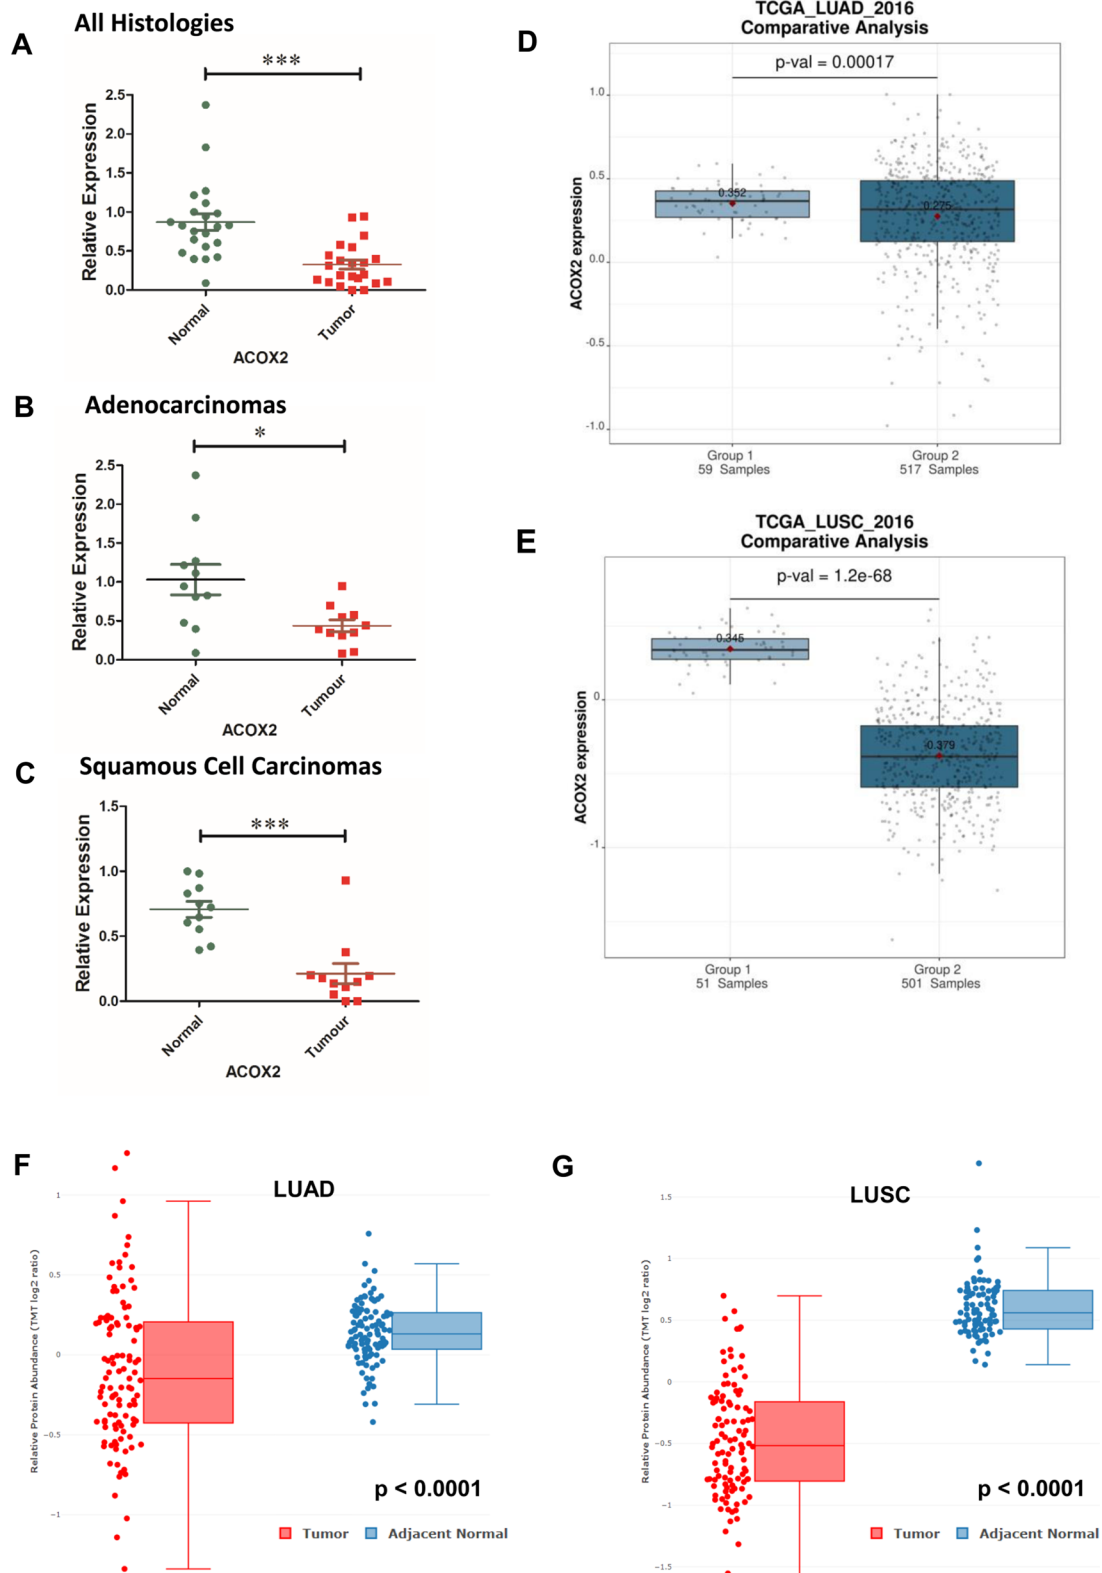 A
All Histologies
***
2.5
2.0
1.5
1.0
0.5
0.0
Relative Expression
Normal
Tumor
ACOX2
B
Adenocarcinomas
*
2.5
2.0
1.5
1.0
0.5
0.0
Relative Expression
Normal
Tumour
ACOX2
C
Squamous Cell Carcinomas
***
1.5
1.0
0.5
0.0
Relative Expression
Normal
Tumour
ACOX2
D
TCGA_LUAD_2016
Comparative Analysis
p-val = 0.00017
1.0
0.5
0.0
-0.5
-1.0
ACOX2 expression
0.352
0.275
Group 1
59 Samples
Group 2
517 Samples
E
TCGA_LUSC_2016
Comparative Analysis
p-val = 1.2e-68
0
-1
ACOX2 expression
0.345
-0.379
Group 1
51 Samples
Group 2
501 Samples
F
LUAD
1
0.5
0
−0.5
−1
Relative Protein Abundance (TMT log2 ratio)
p < 0.0001
Tumor
Adjacent Normal
G
LUSC
1.5
1
0.5
0
−0.5
−1
−1.5
Relative Protein Abundance (TMT log2 ratio)
p < 0.0001
Tumor
Adjacent Normal